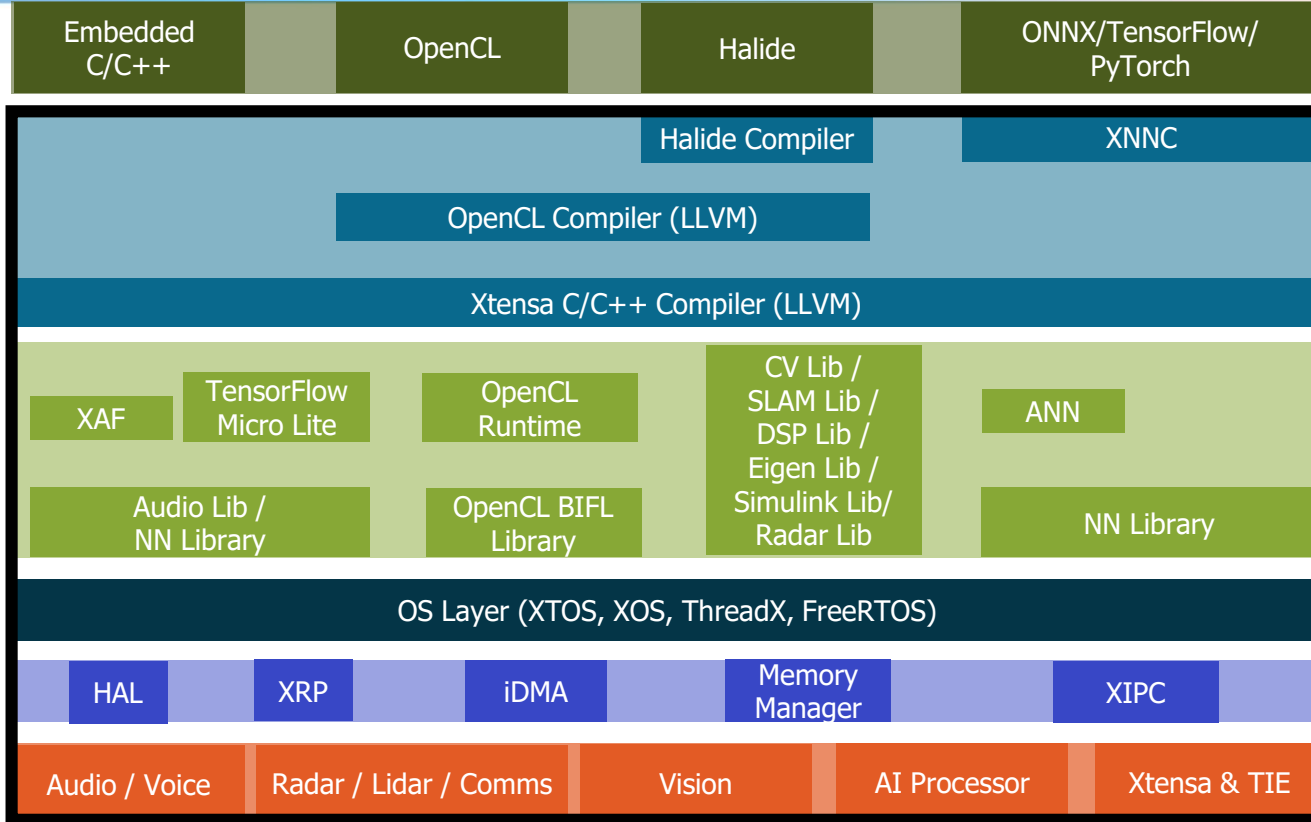 Embedded
C/C++
OpenCL
Halide
ONNX/TensorFlow/
PyTorch
Halide Compiler
XNNC
OpenCL Compiler (LLVM)
Xtensa C/C++ Compiler (LLVM)
XAF
TensorFlow
Micro Lite
OpenCL
Runtime
CV Lib /
SLAM Lib /
DSP Lib /
Eigen Lib /
Simulink Lib/
Radar Lib
ANN
Audio Lib /
NN Library
OpenCL BIFL
Library
NN Library
OS Layer (XTOS, XOS, ThreadX, FreeRTOS)
HAL
XRP
iDMA
Memory
Manager
XIPC
Audio / Voice
Radar / Lidar / Comms
Vision
AI Processor
Xtensa & TIE